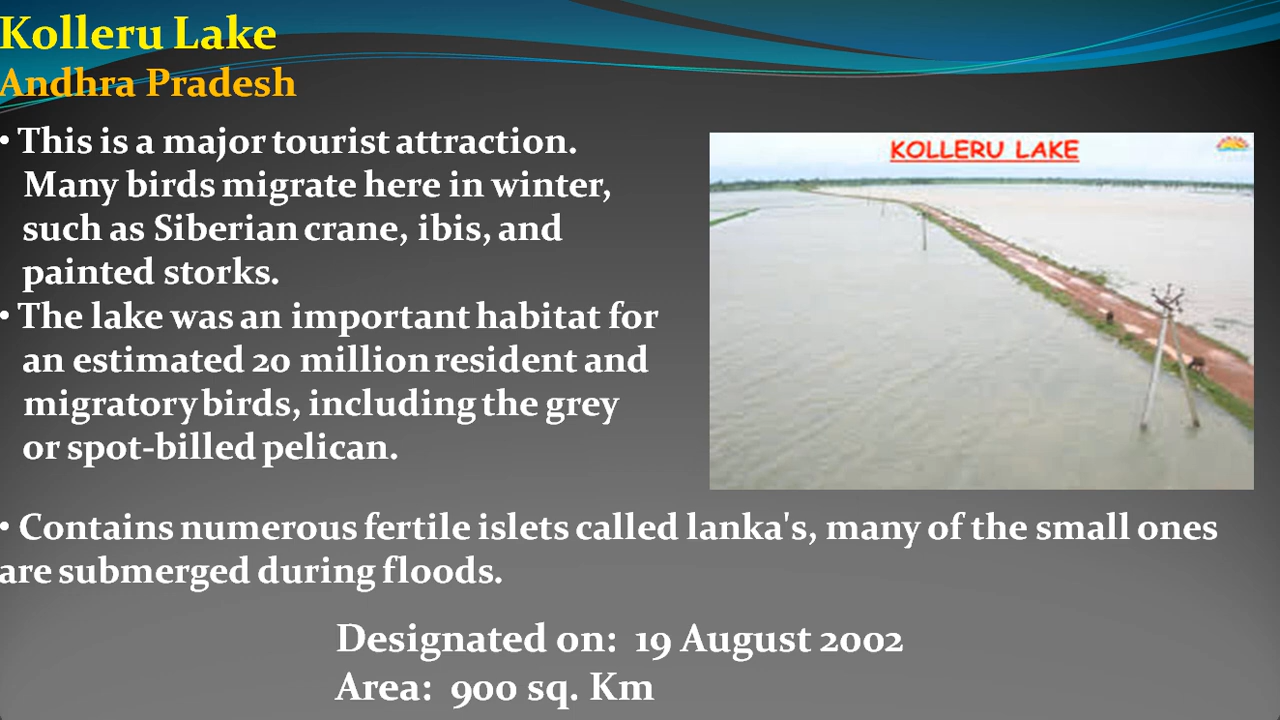 Kolleru Lake
Andhra Pradesh
• This is a major tourist attraction.
Many birds migrate here in winter,
such as Siberian crane, ibis, and
painted storks.
• The lake was an important habitat for
an estimated 20 million resident and
migratory birds, including the grey
or spot-billed pelican.
KOLLERU LAKE
• Contains numerous fertile islets called lanka's, many of the small ones
are submerged during floods.
Designated on: 19 August 2002
Area: 900 sq. Km